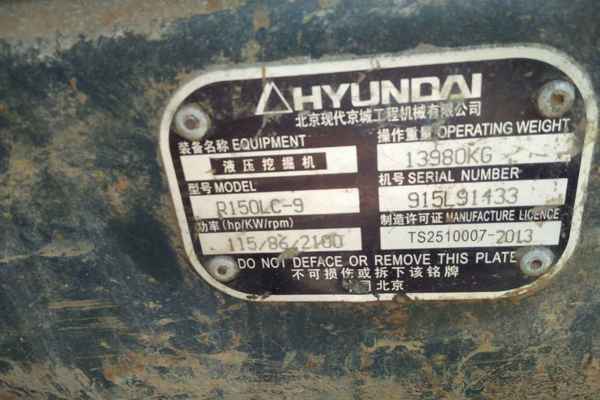 HYUNDAI
北京现代京城工程机械有限公司
装备名称 EQUIPMENT
液压挖掘机
操作重量 OPERATING WEIGHT
13980KG
型号 MODEL
R150LC-9
机号 SERIAL NUMBER
915L91433
功率 (hp/KW/rpm)
115/86/2100
制造许可证 MANUFACTURE LICENCE
TS2510007-2013
DO NOT DEFACE OR REMOVE THIS PLATE
不可损伤或拆下该铭牌
北京